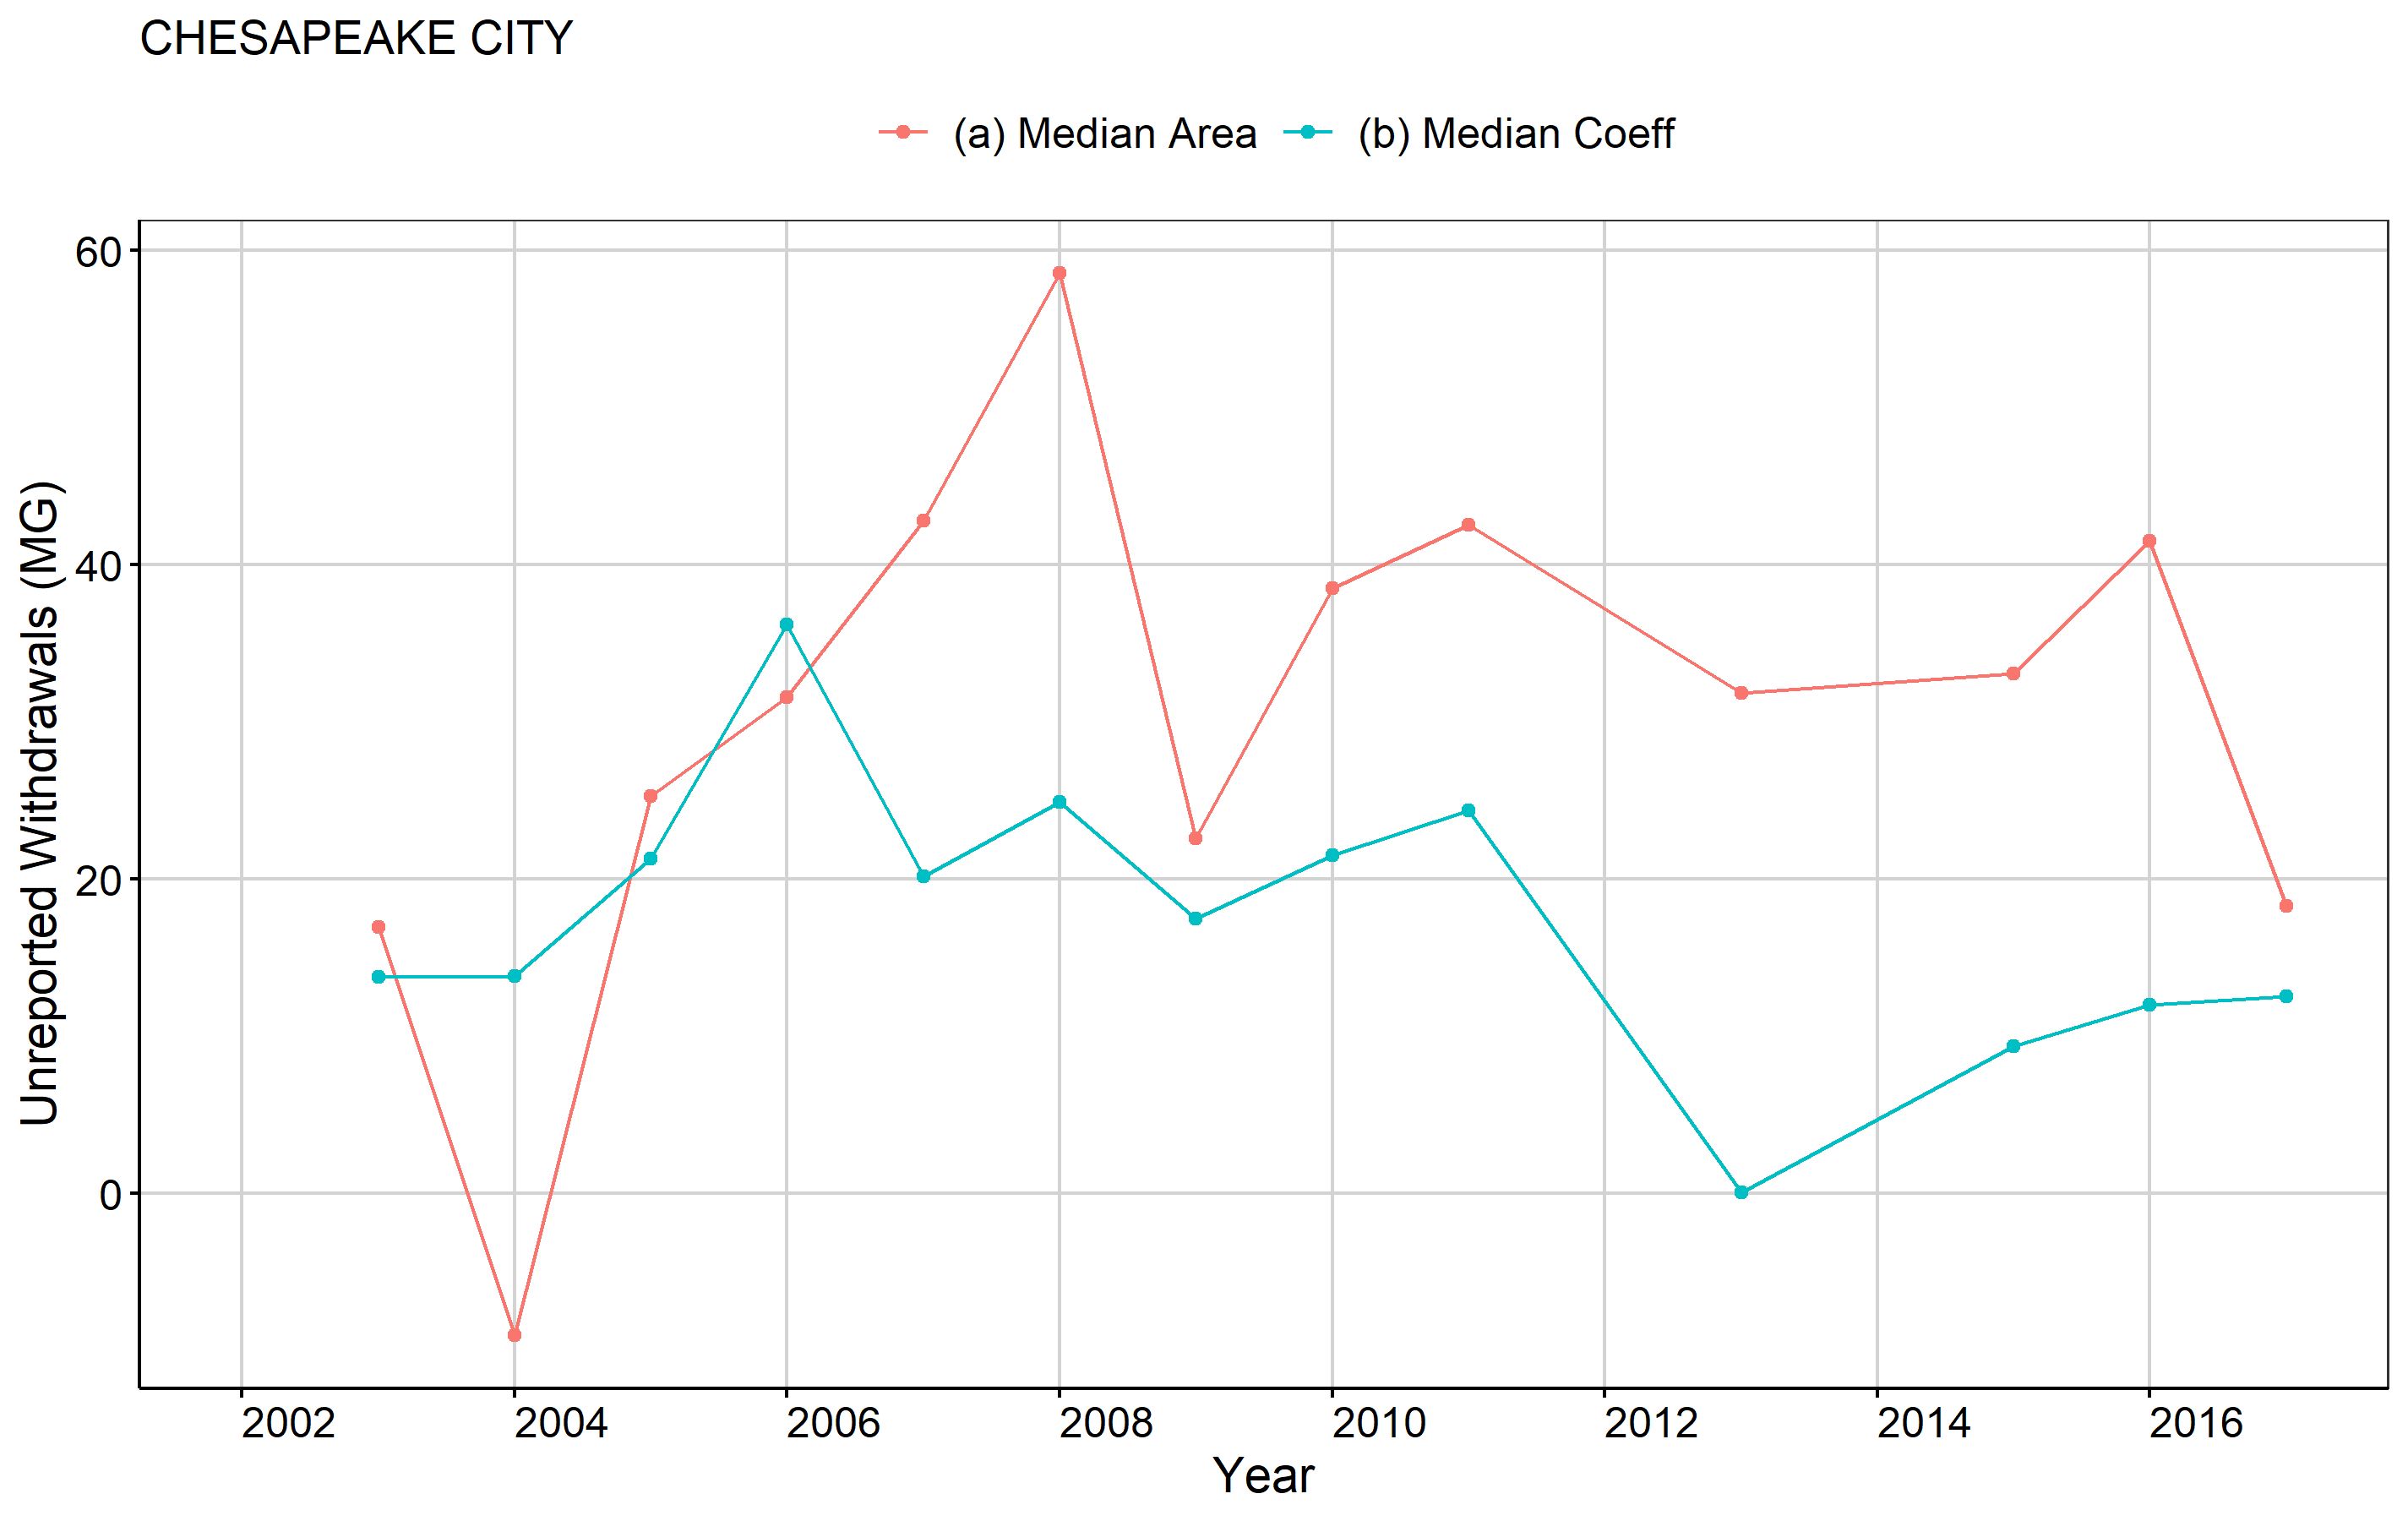 CHESAPEAKE CITY
(a) Median Area (b) Median Coeff
60
40
20
0
Unreported Withdrawals (MG)
2002 2004 2006 2008 2010 2012 2014 2016
Year